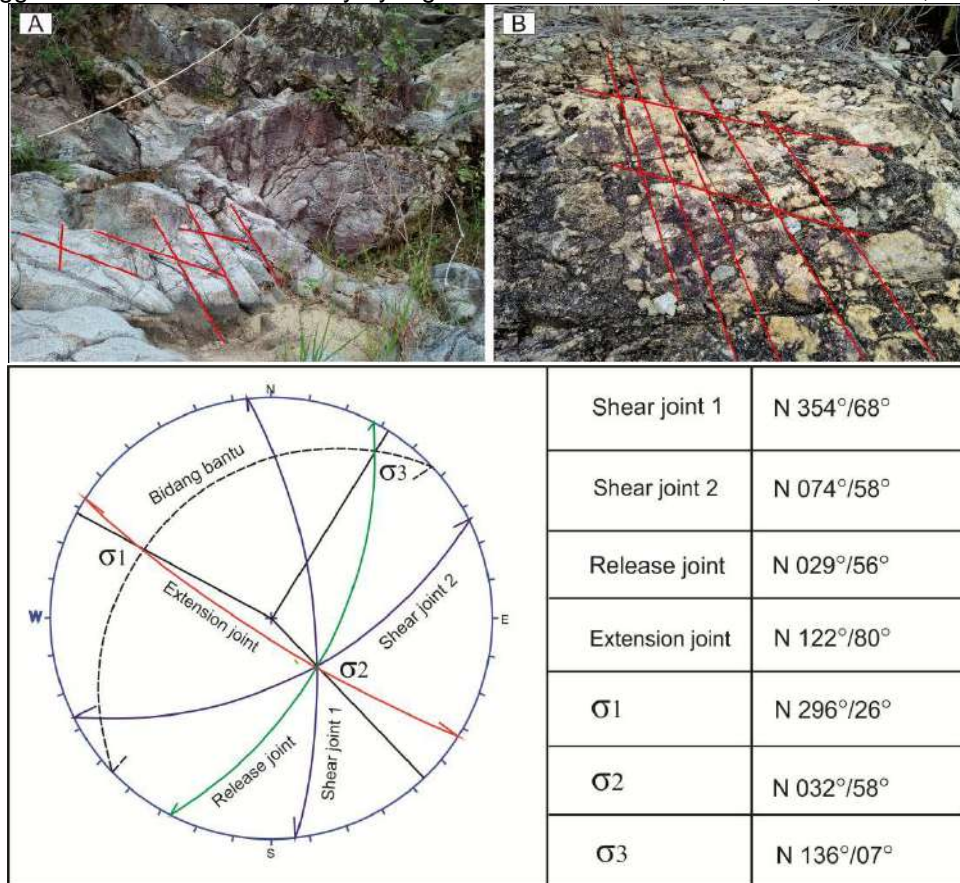 A
B
N
Bidang bantu
σ3
σ1
W
E
Extension joint
Shear joint 2
σ2
Release joint
Shear joint 1
S
Shear joint 1 N 354°/68°
Shear joint 2 N 074°/58°
Release joint N 029°/56°
Extension joint N 122°/80°
σ1 N 296°/26°
σ2 N 032°/58°
σ3 N 136°/07°